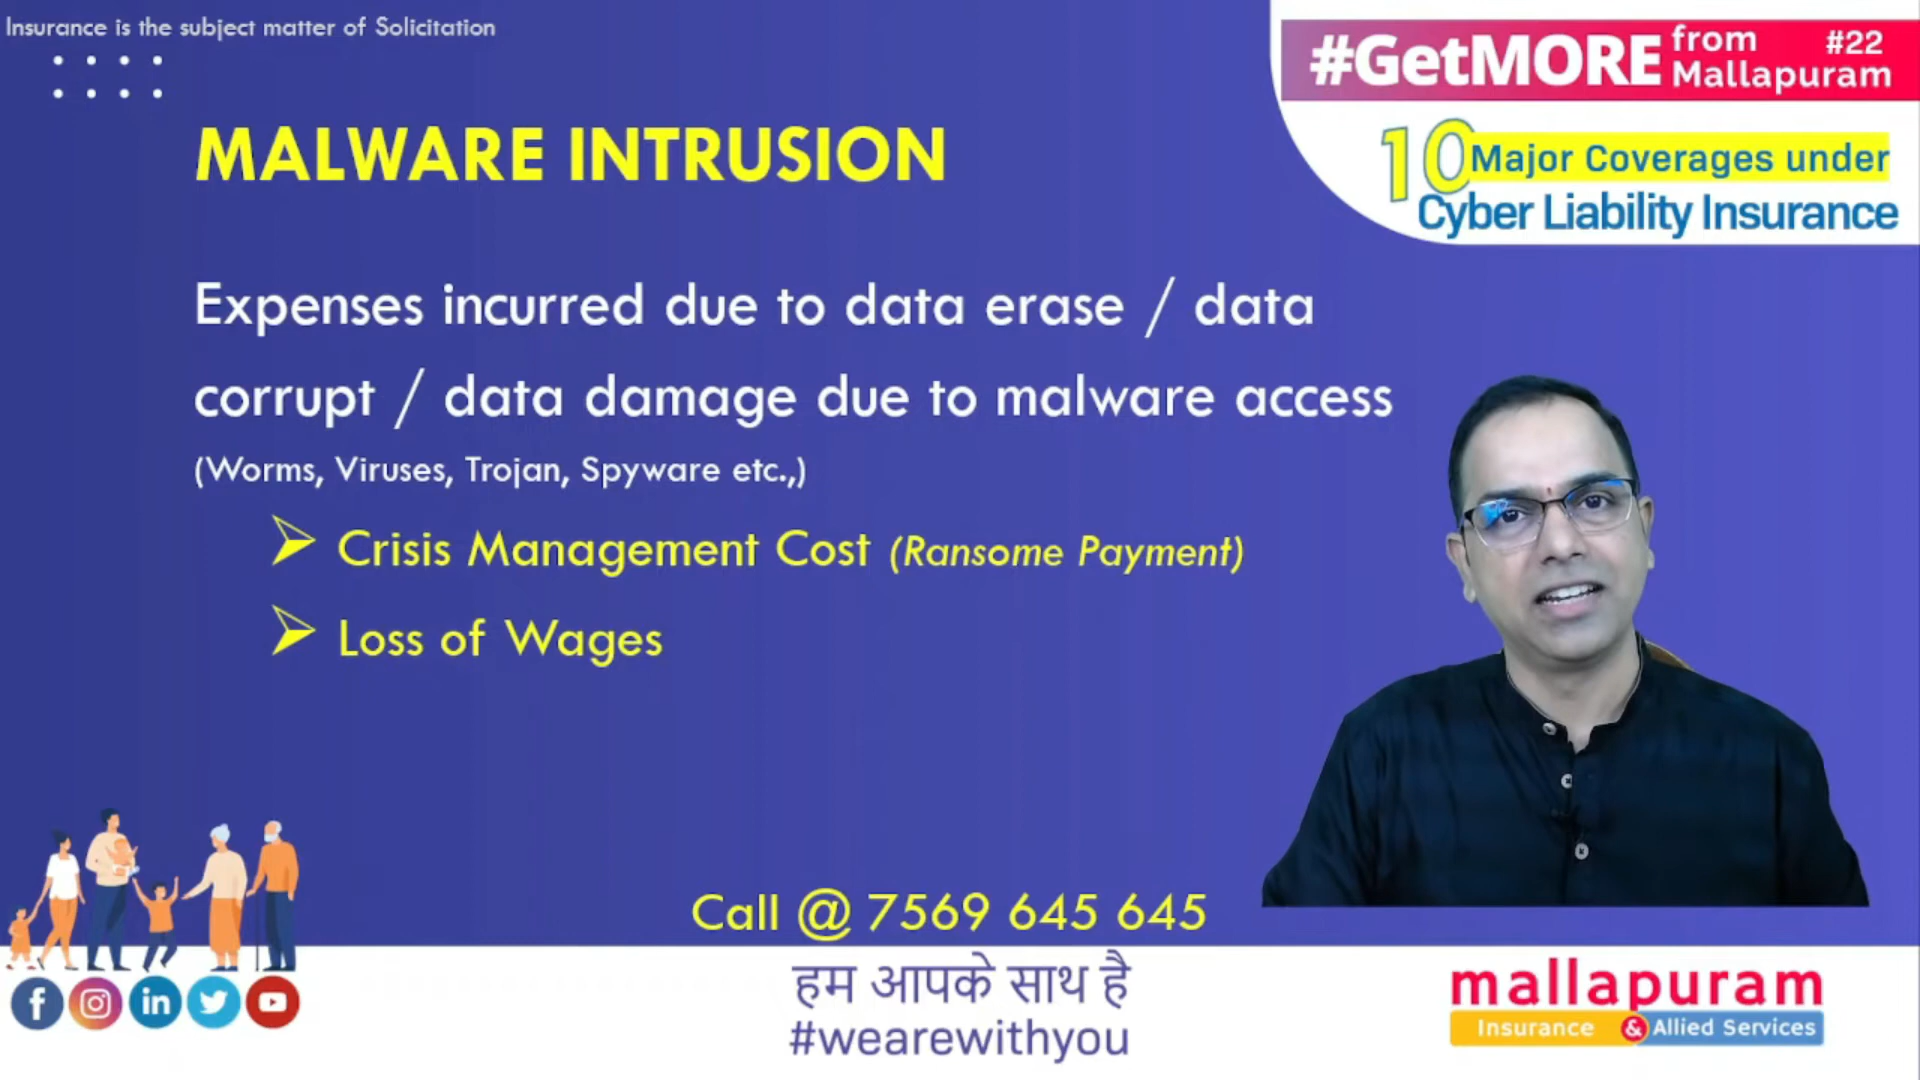 Insurance is the subject matter of Solicitation
#GetMORE from Mallapuram #22
10 Major Coverages under
Cyber Liability Insurance
MALWARE INTRUSION
Expenses incurred due to data erase / data
corrupt / data damage due to malware access
(Worms, Viruses, Trojan, Spyware etc.,)
Crisis Management Cost (Ransome Payment)
Loss of Wages
Call @ 7569 645 645
हम आपके साथ है
#wearewithyou
mallapuram
Insurance & Allied Services